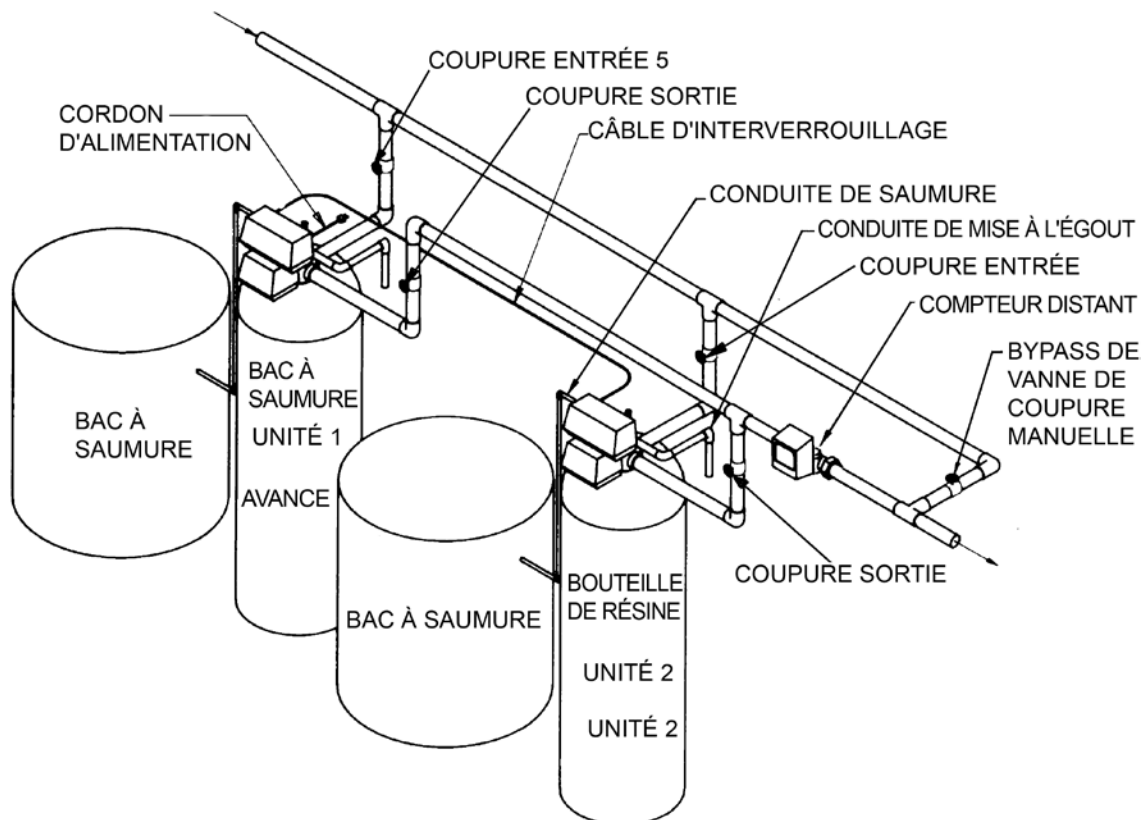 COUPURE ENTRÉE 5
COUPURE SORTIE
CORDON
D'ALIMENTATION
CÂBLE D'INTERVERROUILLAGE
CONDUITE DE SAUMURE
CONDUITE DE MISE À L'ÉGOUT
COUPURE ENTRÉE
COMPTEUR DISTANT
BYPASS DE
VANNE DE
COUPURE
MANUELLE
BAC À
SAUMURE
BAC À
SAUMURE
UNITÉ 1
AVANCE
BAC À SAUMURE
BOUTEILLE
DE RÉSINE
UNITÉ 2
UNITÉ 2
COUPURE SORTIE